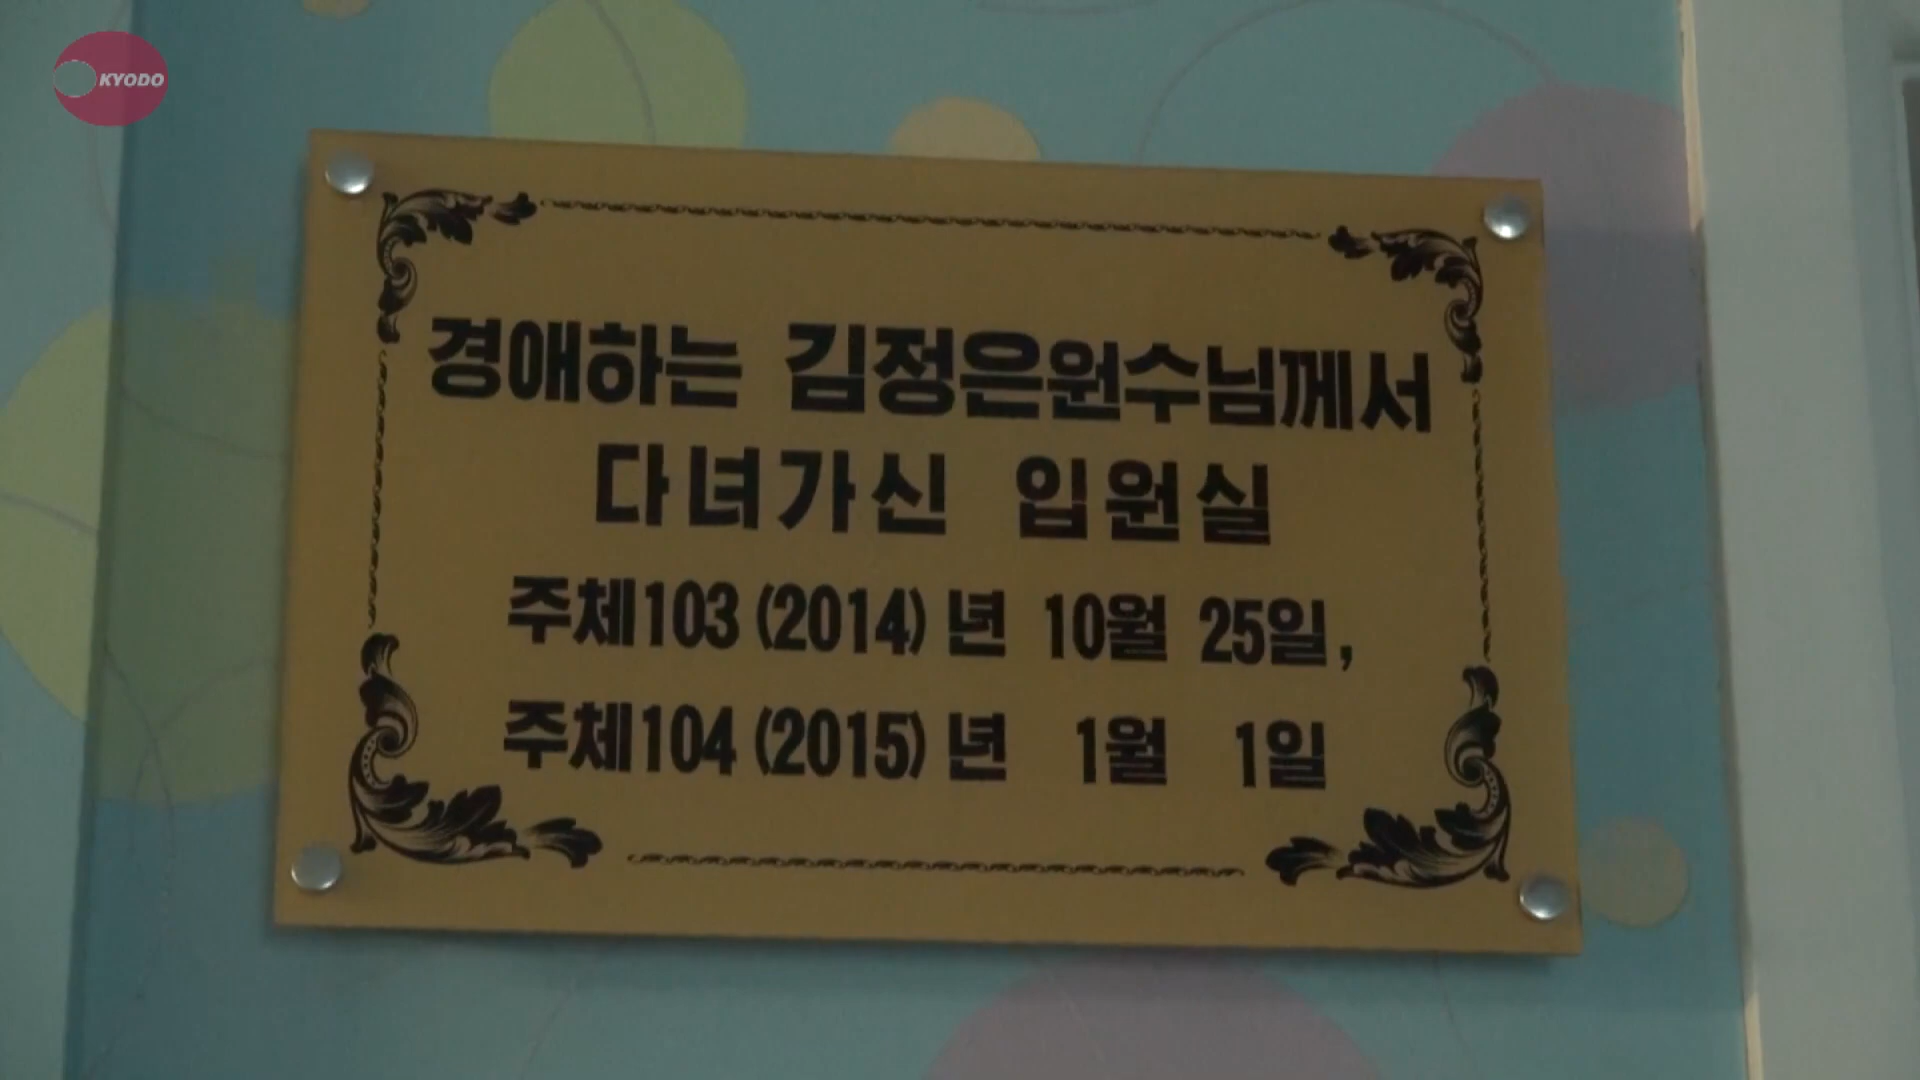 KYODO
경애하는 김정은원수님께서
다녀가신 입원실
주체103(2014)년 10월 25일,
주체104(2015)년 1월 1일